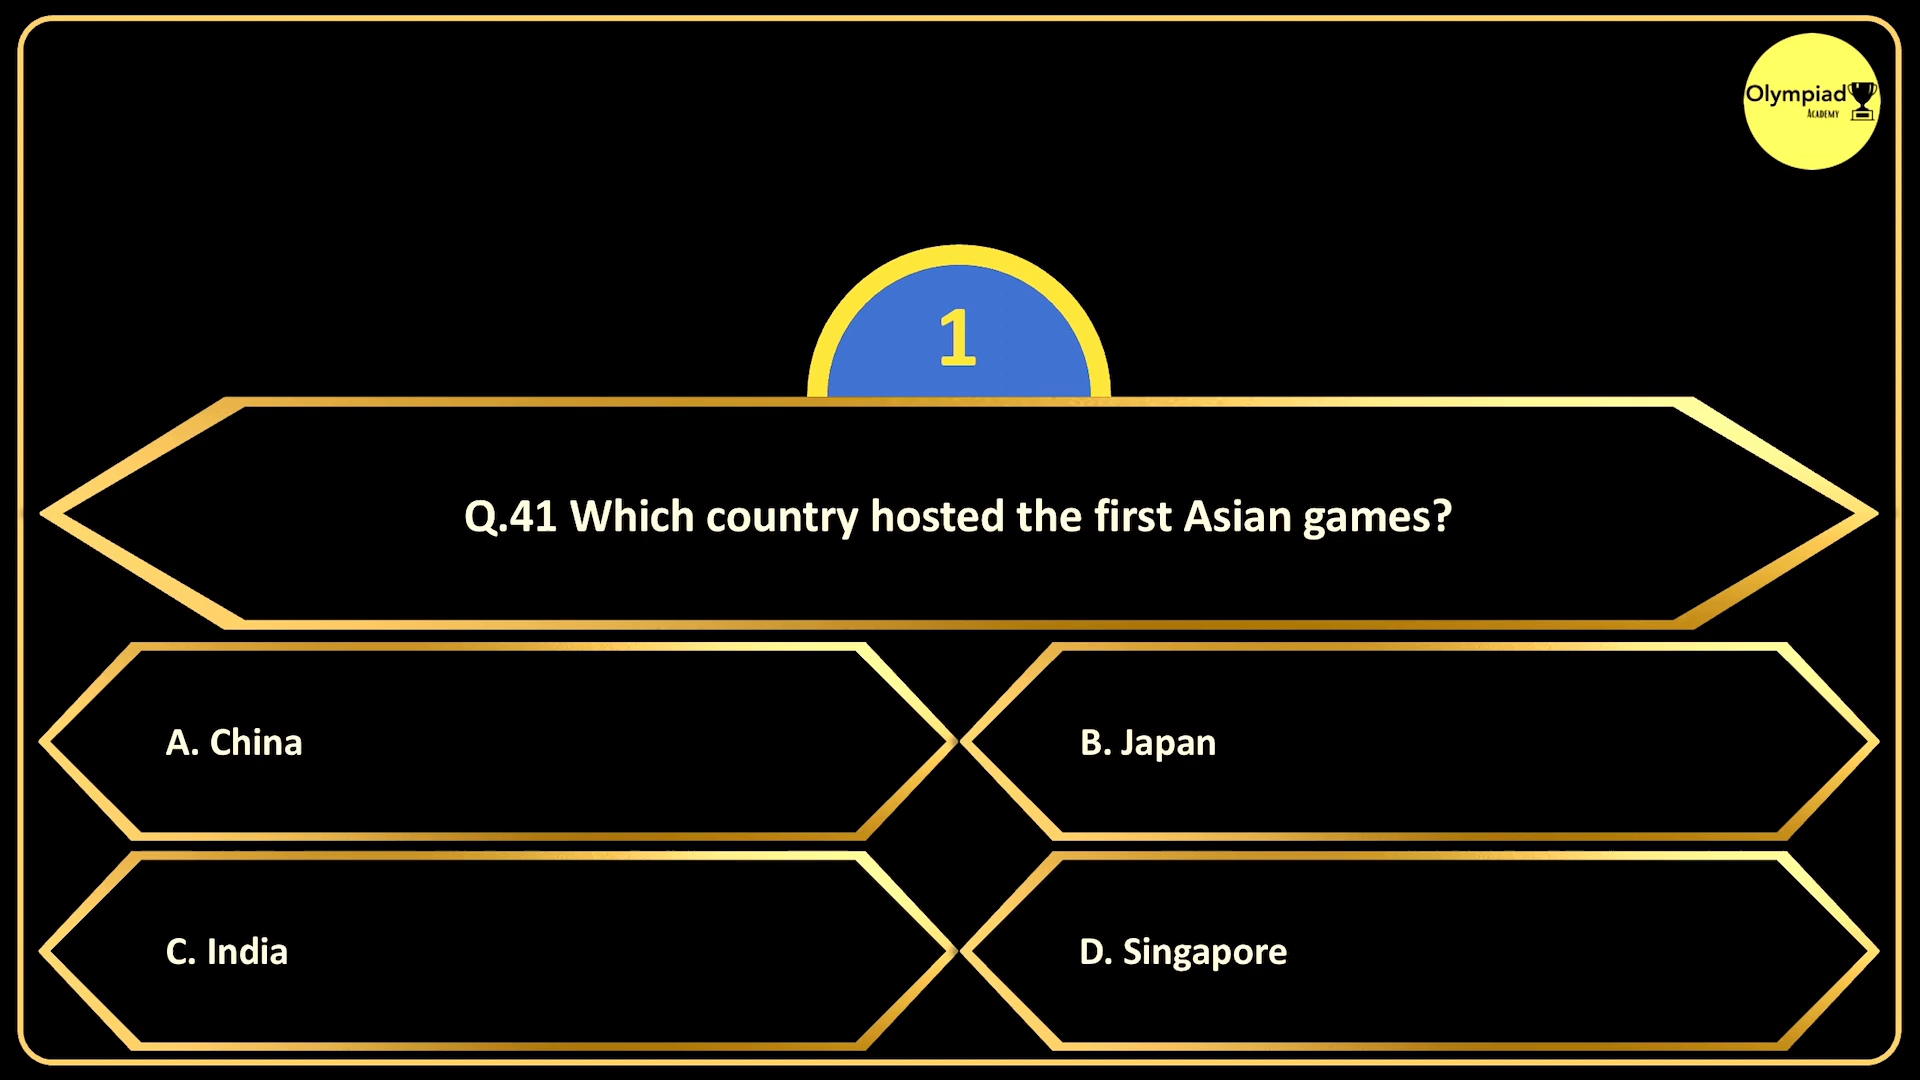 Olympiad
Academy
1
Q.41 Which country hosted the first Asian games?
A. China
B. Japan
C. India
D. Singapore